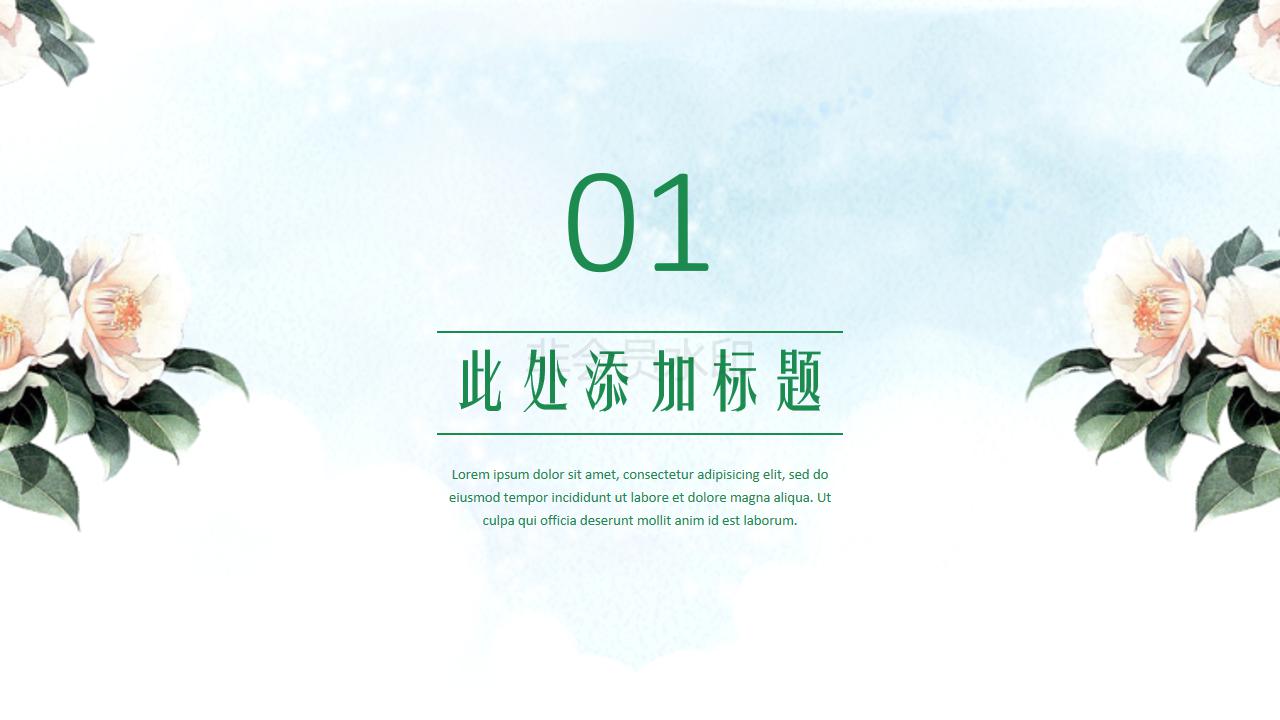 01
非会员水印
此处添加标题
Lorem ipsum dolor sit amet, consectetur adipisicing elit, sed do
eiusmod tempor incididunt ut labore et dolore magna aliqua. Ut
culpa qui officia deserunt mollit anim id est laborum.